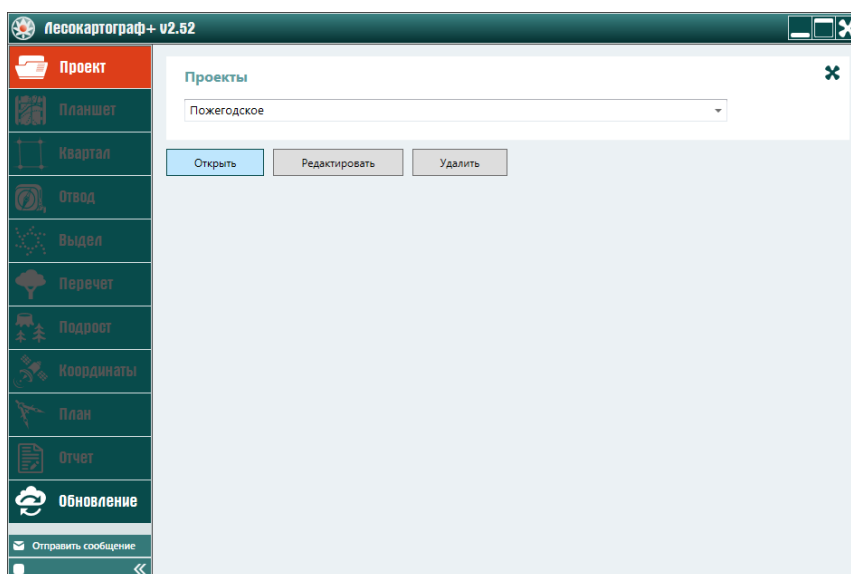 Лесокартограф+ v2.52
Проект
Планшет
Квартал
Отвод
Выдел
Перечет
Подрост
Координаты
План
Отчет
Обновление
Отправить сообщение
Проекты
Пожегодское
Открыть
Редактировать
Удалить